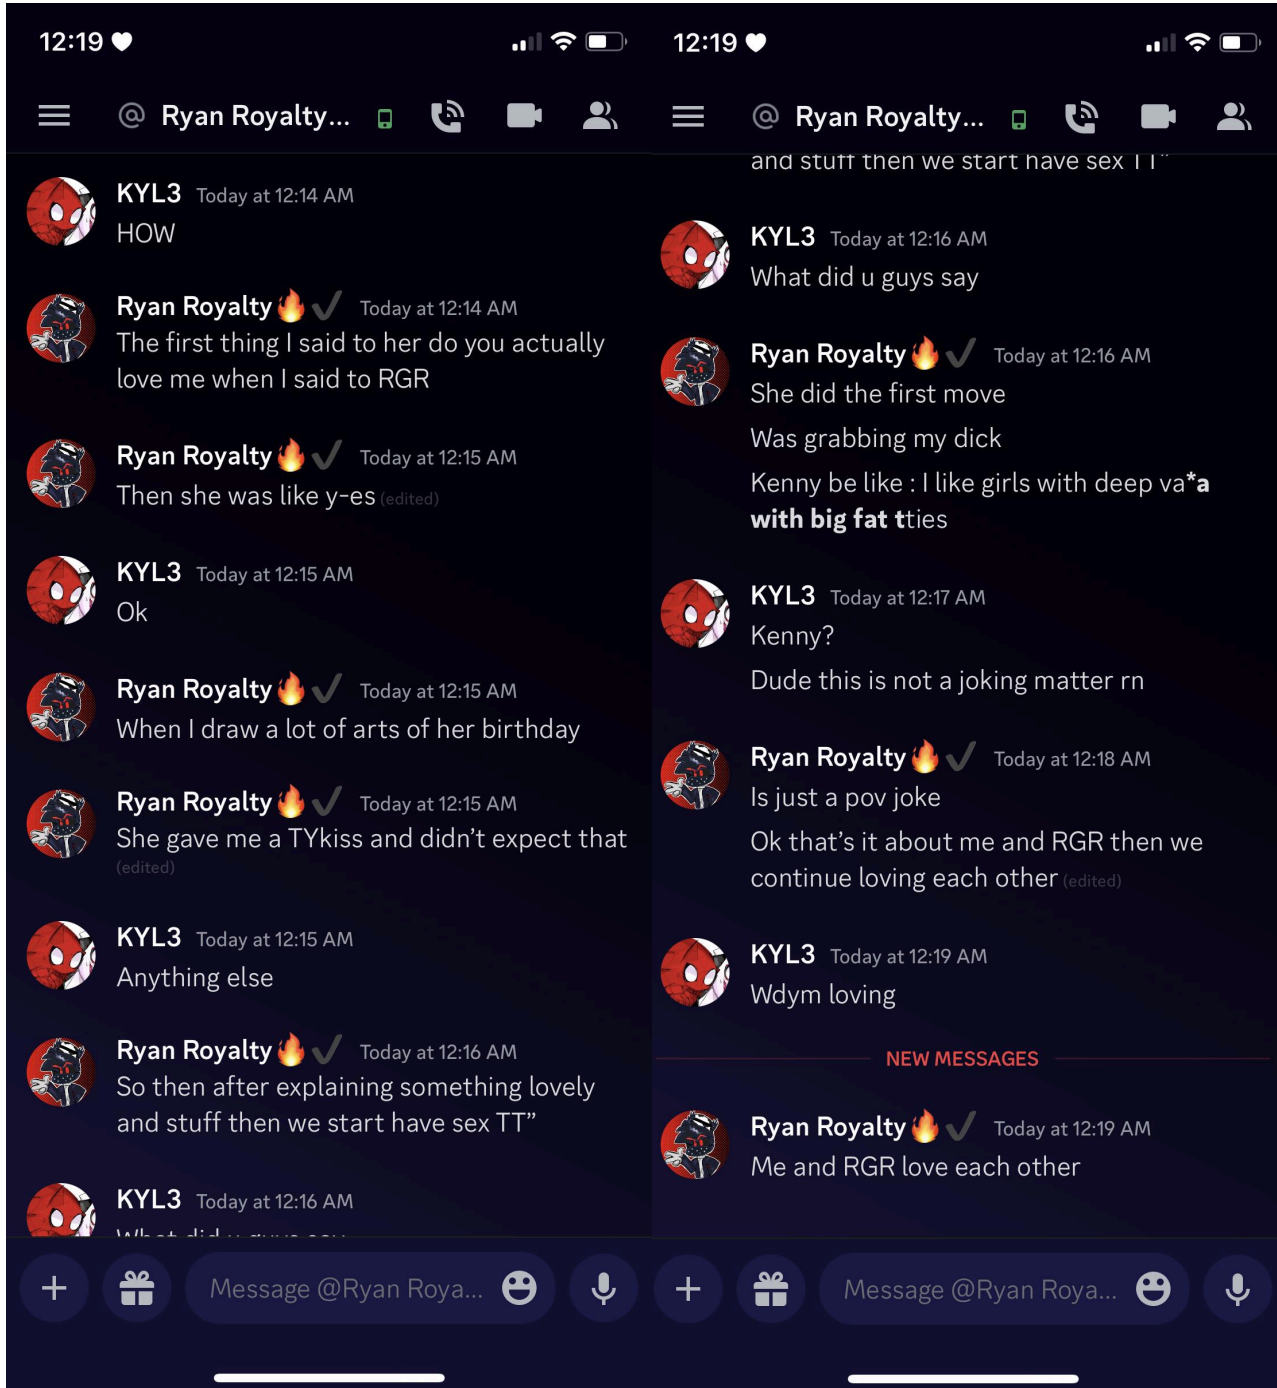 12:19
@ Ryan Royalty...
KYL3 Today at 12:14 AM
HOW
Ryan Royalty🔥✔ Today at 12:14 AM
The first thing I said to her do you actually
love me when I said to RGR
Ryan Royalty🔥✔ Today at 12:15 AM
Then she was like y-es (edited)
KYL3 Today at 12:15 AM
Ok
Ryan Royalty🔥✔ Today at 12:15 AM
When I draw a lot of arts of her birthday
Ryan Royalty🔥✔ Today at 12:15 AM
She gave me a TYkiss and didn't expect that
(edited)
KYL3 Today at 12:15 AM
Anything else
Ryan Royalty🔥✔ Today at 12:16 AM
So then after explaining something lovely
and stuff then we start have sex TT”
KYL3 Today at 12:16 AM
What did u guys say
Message @Ryan Roya...
12:19
@ Ryan Royalty...
and stuff then we start have sex TT”
KYL3 Today at 12:16 AM
What did u guys say
Ryan Royalty🔥✔ Today at 12:16 AM
She did the first move
Was grabbing my dick
Kenny be like : I like girls with deep va*a
with big fat tties
KYL3 Today at 12:17 AM
Kenny?
Dude this is not a joking matter rn
Ryan Royalty🔥✔ Today at 12:18 AM
Is just a pov joke
Ok that's it about me and RGR then we
continue loving each other (edited)
KYL3 Today at 12:19 AM
Wdym loving
NEW MESSAGES
Ryan Royalty🔥✔ Today at 12:19 AM
Me and RGR love each other
Message @Ryan Roya...